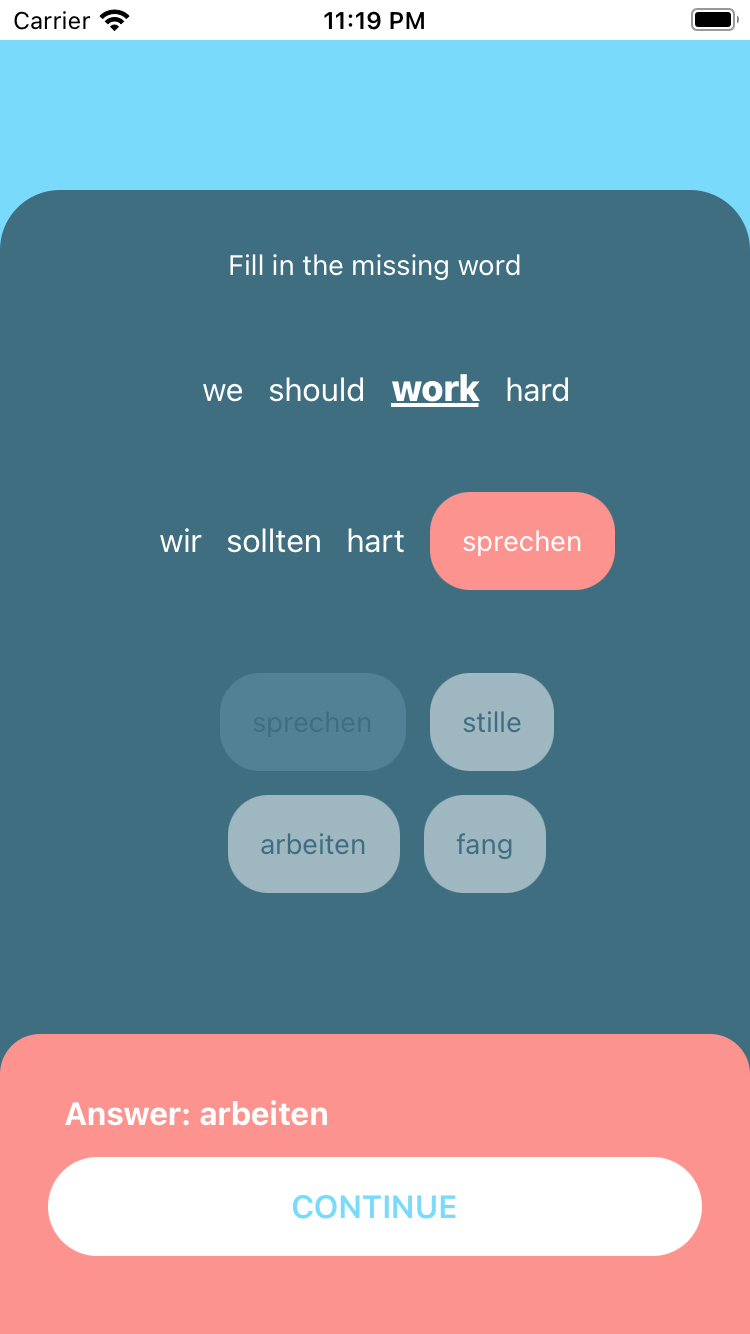 Carrier 11:19 PM
Fill in the missing word
we should work hard
wir sollten hart sprechen
sprechen stille
arbeiten fang
Answer: arbeiten
CONTINUE